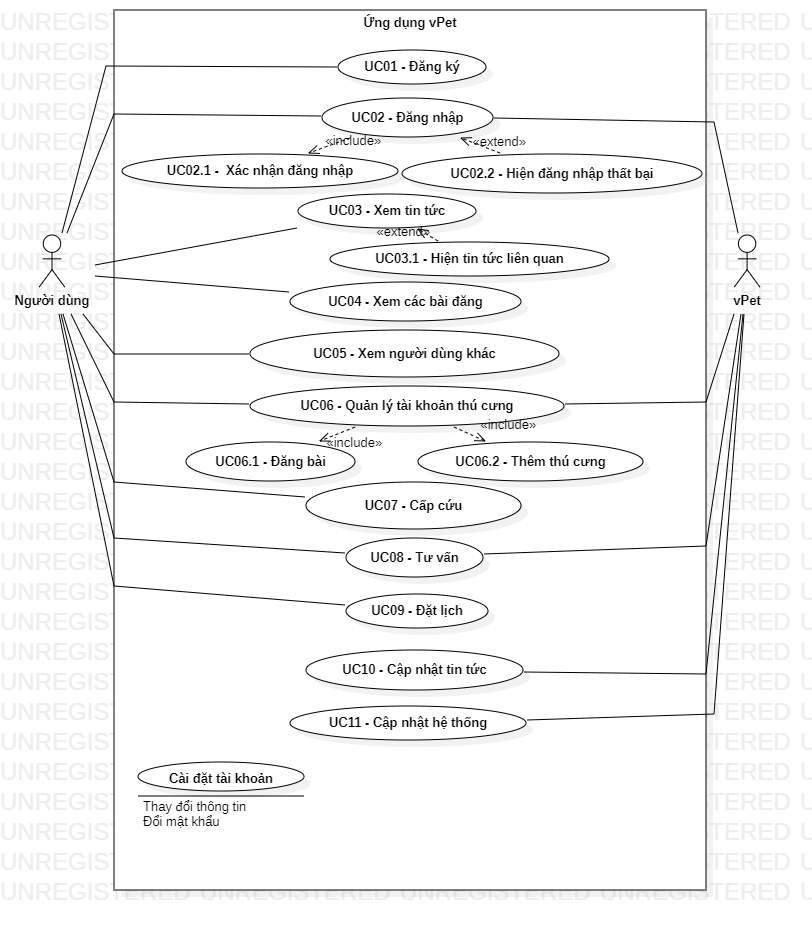 Ứng dụng vPet
UC01 - Đăng ký
UC02 - Đăng nhập
«include»
«extend»
UC02.1 -  Xác nhận đăng nhập
UC02.2 - Hiện đăng nhập thất bại
UC03 - Xem tin tức
«extend»
UC03.1 - Hiện tin tức liên quan
Người dùng
vPet
UC04 - Xem các bài đăng
UC05 - Xem người dùng khác
UC06 - Quản lý tài khoản thú cưng
«include»
«include»
UC06.1 - Đăng bài
UC06.2 - Thêm thú cưng
UC07 - Cấp cứu
UC08 - Tư vấn
UC09 - Đặt lịch
UC10 - Cập nhật tin tức
UC11 - Cập nhật hệ thống
Cài đặt tài khoản
Thay đổi thông tin
Đổi mật khẩu
UNREGISTERED UNREGISTERED UNREGISTERED UNREGISTERED